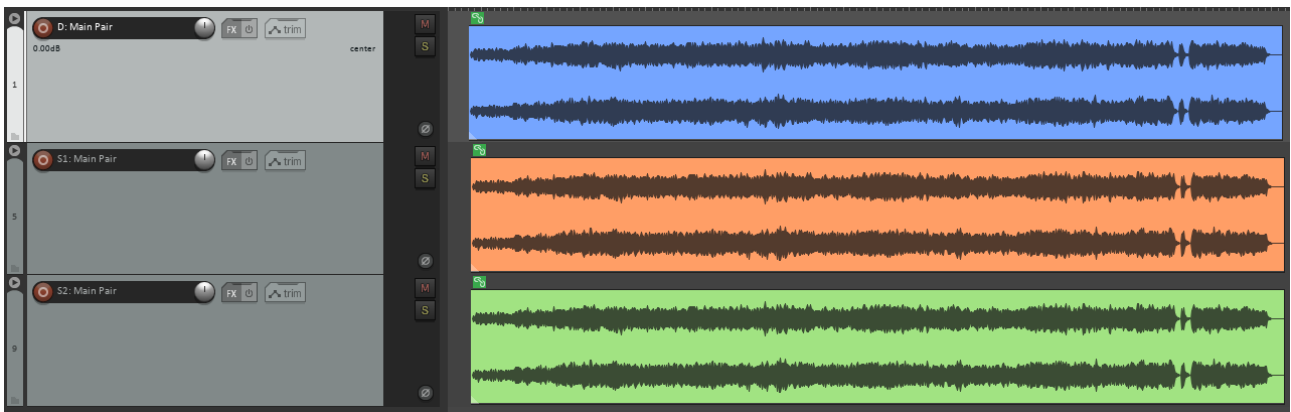 D: Main Pair FX trim M
0.00dB center S
1
S1: Main Pair FX trim M
S
5
S2: Main Pair FX trim M
S
9